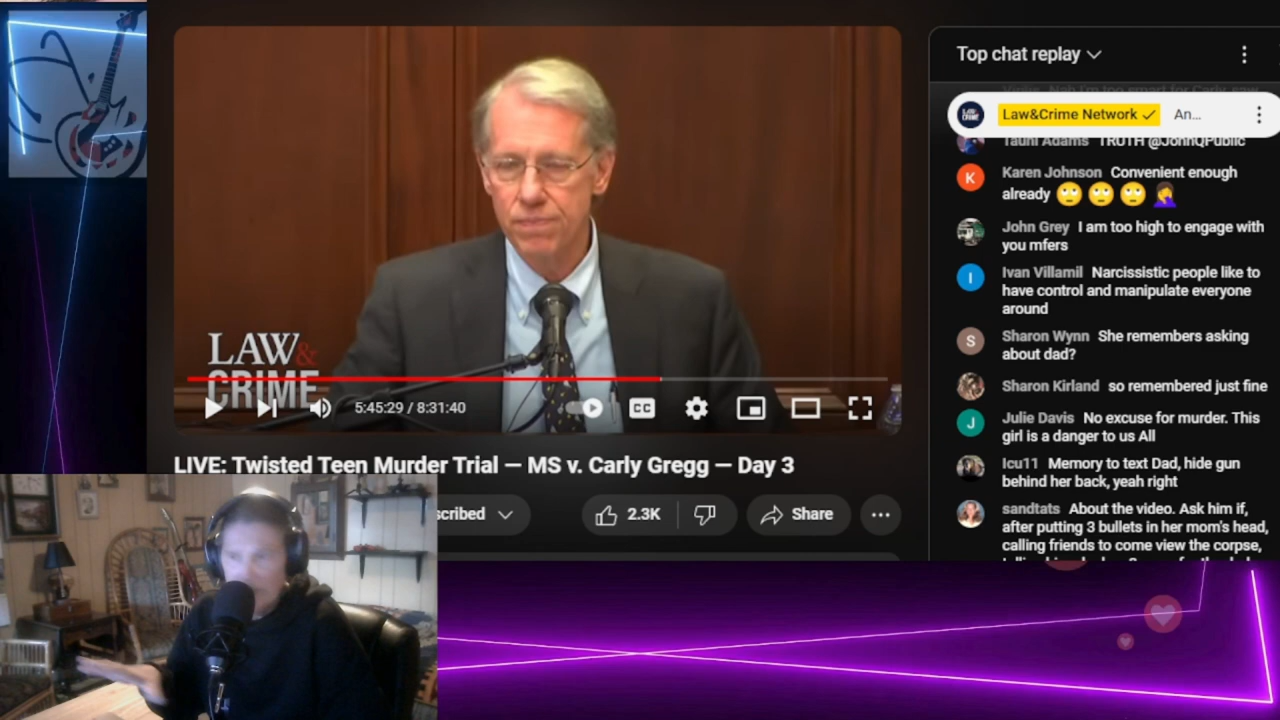 Top chat replay
Law&Crime Network An...
Tauni Adams TRUTH @JohnQPublic
Karen Johnson Convenient enough
already
K
John Grey I am too high to engage with
you mfers
Ivan Villamil Narcissistic people like to
I
have control and manipulate everyone
around
Sharon Wynn She remembers asking
S
about dad?
Sharon Kirland so remembered just fine
Julie Davis No excuse for murder. This
J
girl is a danger to us All
Icu11 Memory to text Dad, hide gun
behind her back, yeah right
sandtats About the video. Ask him if,
after putting 3 bullets in her mom's head,
calling friends to come view the corpse,
LAW&
CRIME
5:45:29 / 8:31:40
CC
LIVE: Twisted Teen Murder Trial — MS v. Carly Gregg — Day 3
scribed
2.3K
Share